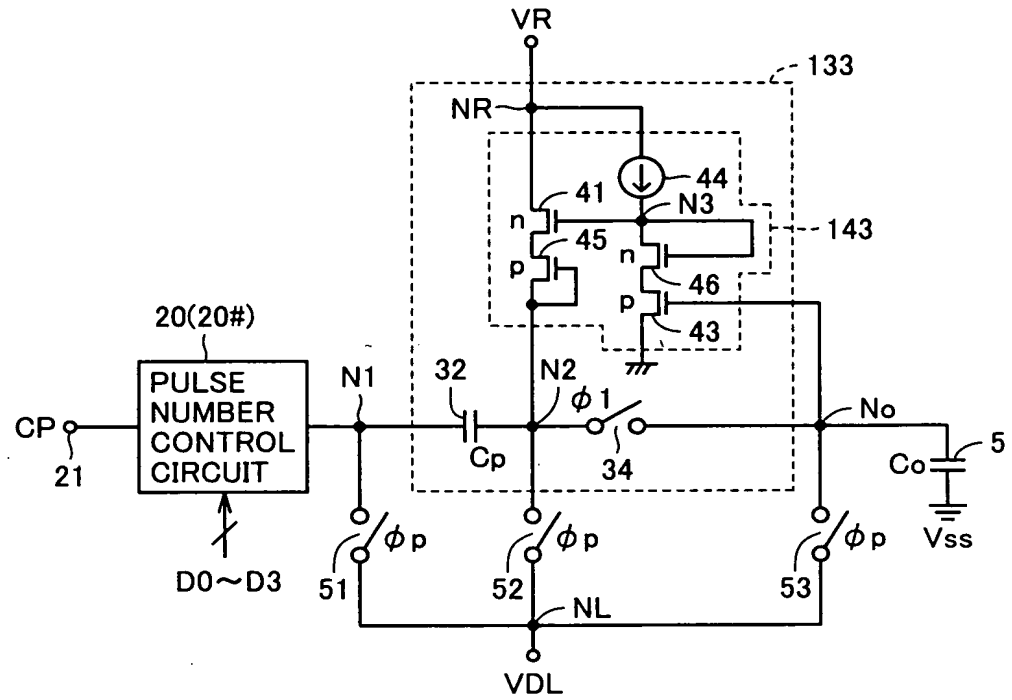 VR
133
NR
44
41
N3
n
45
n
143
p
46
p
43
20(20#)
PULSE
NUMBER
CONTROL
CIRCUIT
N1
32
N2
ϕ1
No
CP
21
Cp
34
Co
5
Vss
D0~D3
51
ϕp
52
ϕp
53
ϕp
NL
VDL